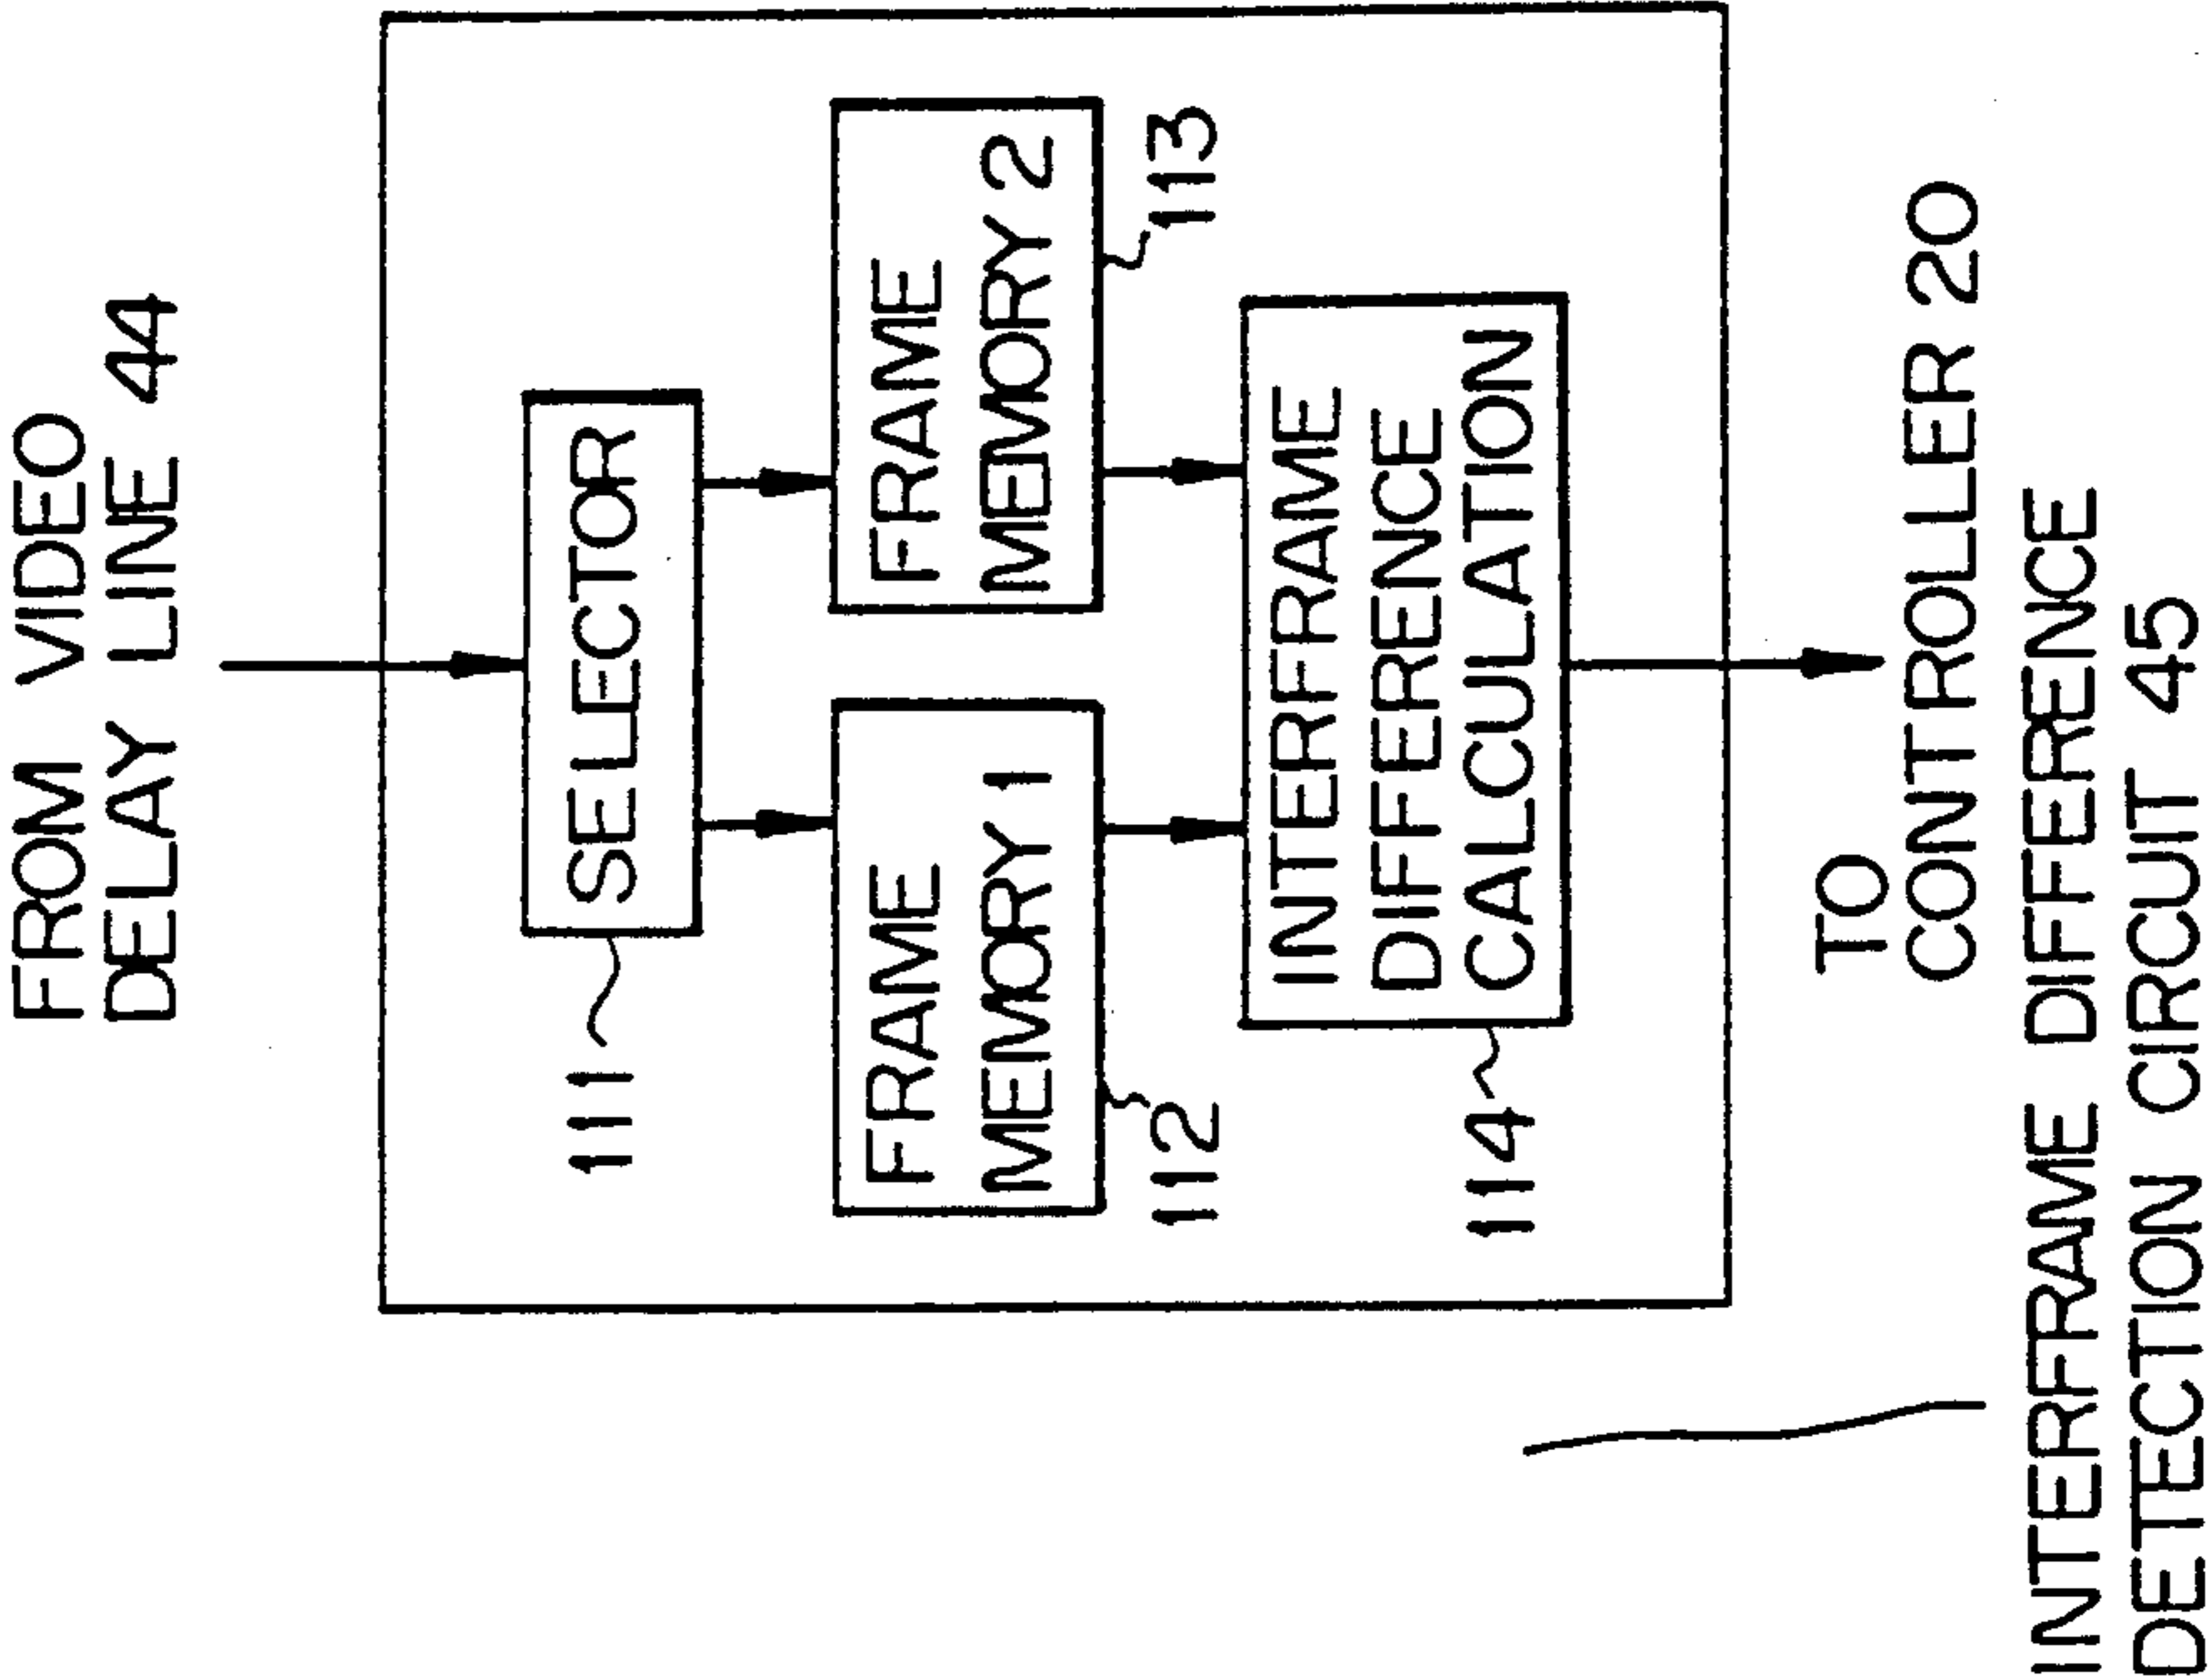 FROM VIDEO
DELAY LINE 44
SELECTOR
111
FRAME
MEMORY 1
112
FRAME
MEMORY 2
113
INTERFRAME
DIFFERENCE
CALCULATION
114
TO
CONTROLLER 20
INTERFRAME DIFFERENCE
DETECTION CIRCUIT 45